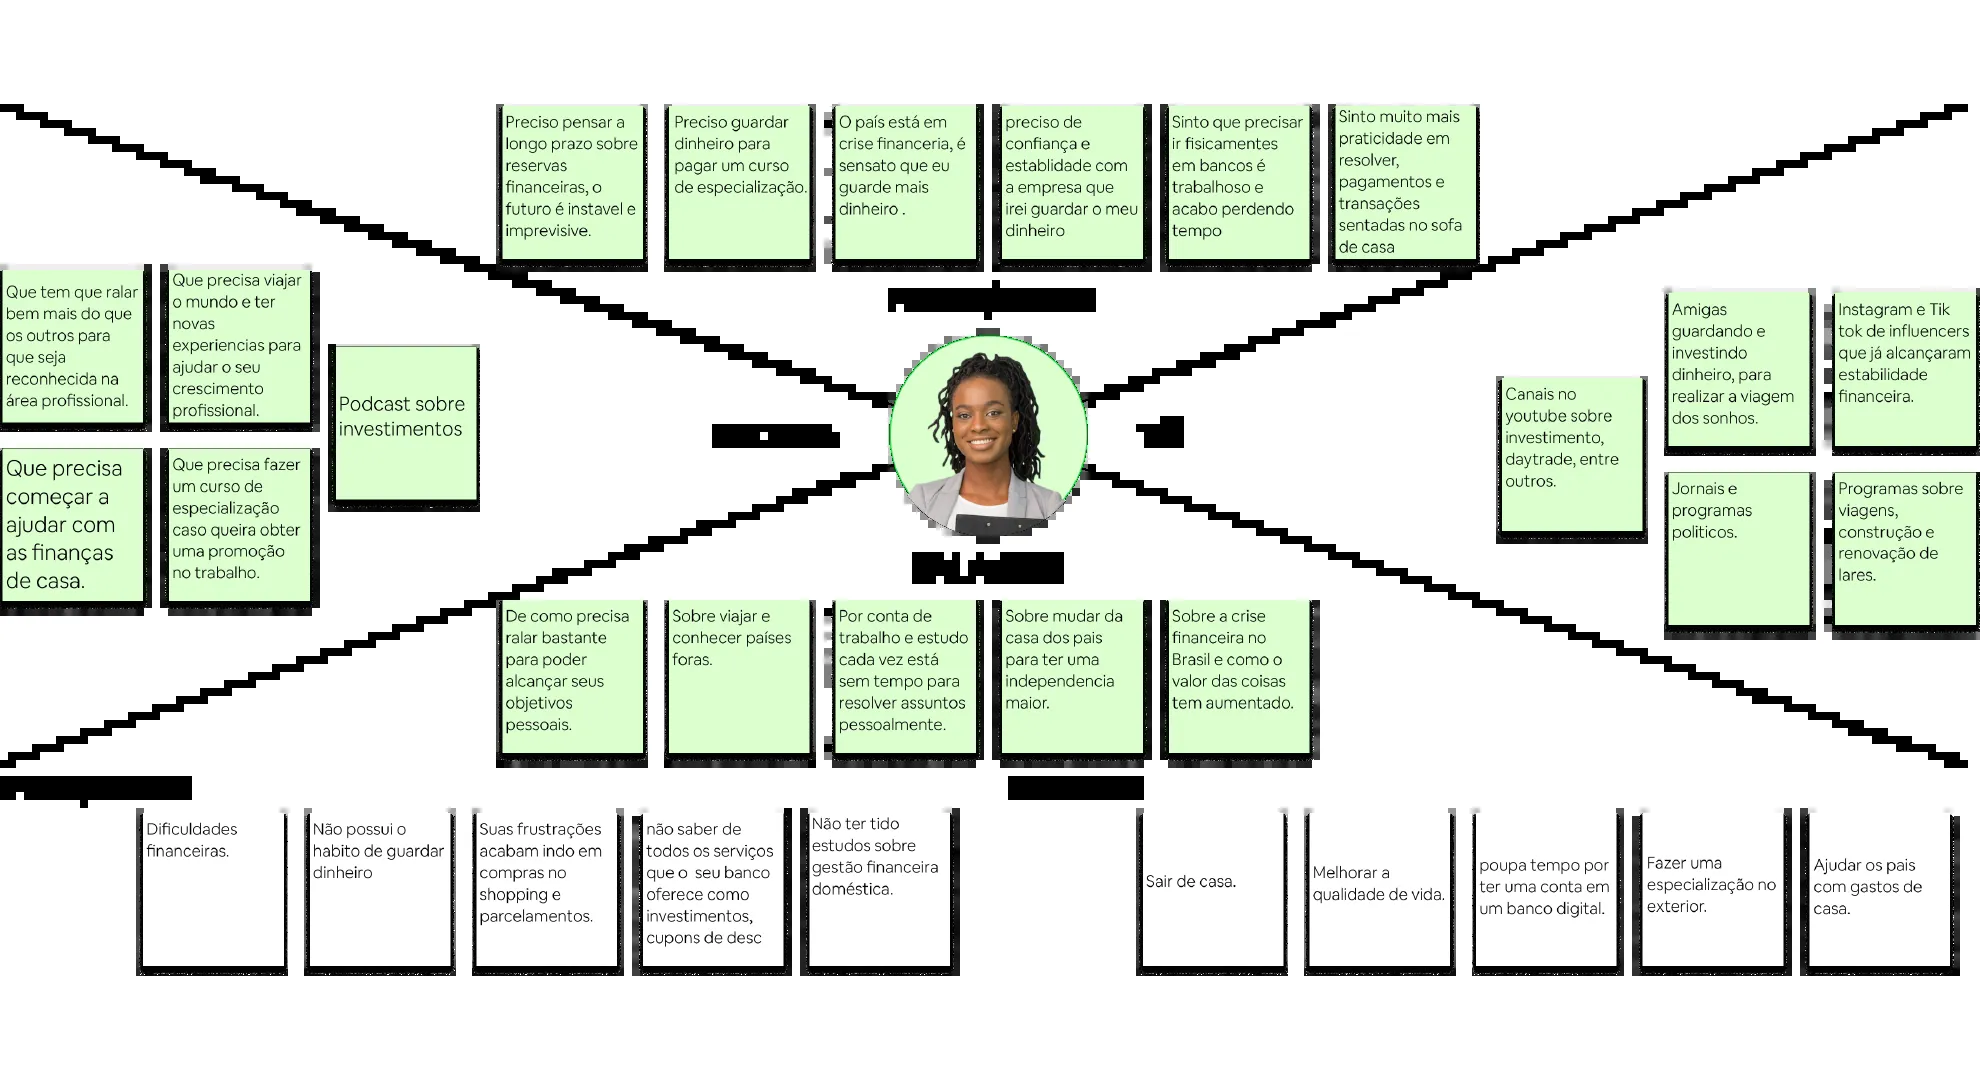 Preciso pensar a
longo prazo sobre
reservas
financeiras, o
futuro é instavel e
imprevisive.
Preciso guardar
dinheiro para
pagar um curso
de especialização.
O país está em
crise financeria, é
sensato que eu
guarde mais
dinheiro .
preciso de
confiança e
establidade com
a empresa que
irei guardar o meu
dinheiro
Sinto que precisar
ir fisicamentes
em bancos é
trabalhoso e
acabo perdendo
tempo
Sinto muito mais
praticidade em
resolver,
pagamentos e
transações
sentadas no sofa
de casa
Que tem que ralar
bem mais do que
os outros para
que seja
reconhecida na
área profissional.
Que precisa viajar
o mundo e ter
novas
experiencias para
ajudar o seu
crescimento
profissional.
Podcast sobre
investimentos
Que precisa
começar a
ajudar com
as finanças
de casa.
Que precisa fazer
um curso de
especialização
caso queira obter
uma promoção
no trabalho.
Canais no
youtube sobre
investimento,
daytrade, entre
outros.
Amigas
guardando e
investindo
dinheiro, para
realizar a viagem
dos sonhos.
Instagram e Tik
tok de influencers
que já alcançaram
estabilidade
financeira.
Jornais e
programas
politicos.
Programas sobre
viagens,
construção e
renovação de
lares.
De como precisa
ralar bastante
para poder
alcançar seus
objetivos
pessoais.
Sobre viajar e
conhecer países
foras.
Por conta de
trabalho e estudo
cada vez está
sem tempo para
resolver assuntos
pessoalmente.
Sobre mudar da
casa dos pais
para ter uma
independencia
maior.
Sobre a crise
financeira no
Brasil e como o
valor das coisas
tem aumentado.
Dificuldades
financeiras.
Não possui o
habito de guardar
dinheiro
Suas frustrações
acabam indo em
compras no
shopping e
parcelamentos.
não saber de
todos os serviços
que o  seu banco
oferece como
investimentos,
cupons de desc
Não ter tido
estudos sobre
gestão financeira
doméstica.
Sair de casa.
Melhorar a
qualidade de vida.
poupa tempo por
ter uma conta em
um banco digital.
Fazer uma
especialização no
exterior.
Ajudar os pais
com gastos de
casa.